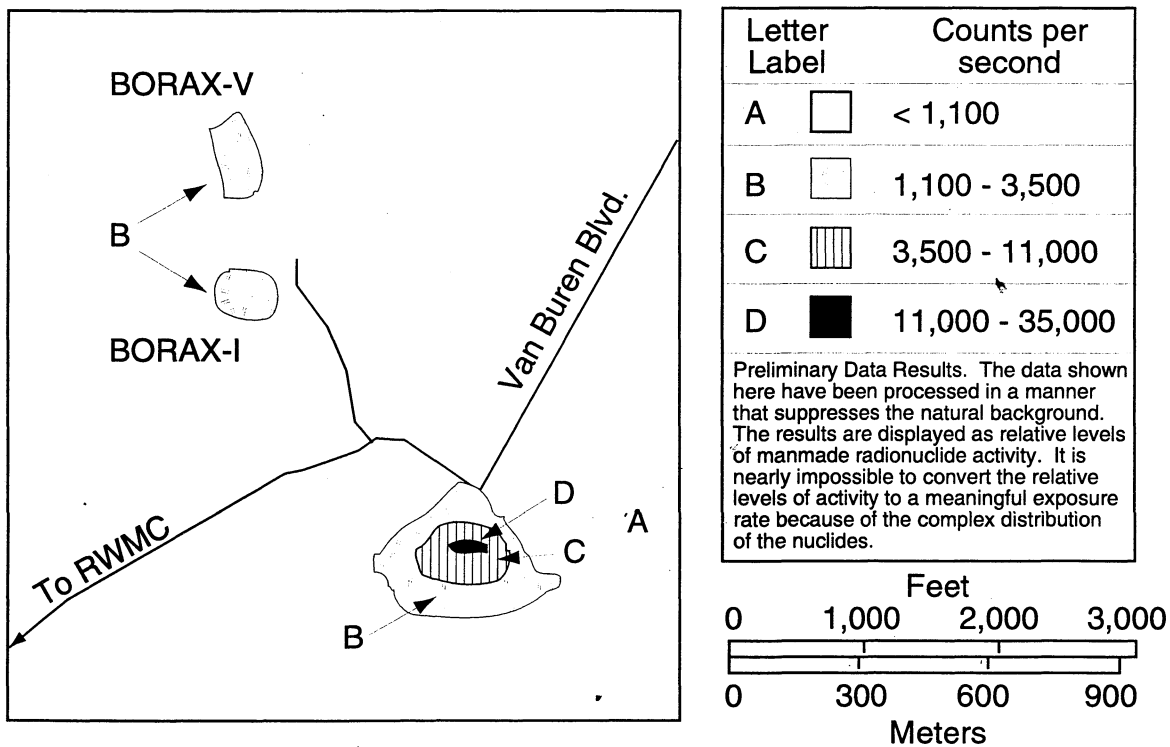 BORAX-V
B
BORAX-I
Van Buren Blvd.
To RWMC
D
A
C
B
Letter Label
Counts per second
A < 1,100
B 1,100 - 3,500
C 3,500 - 11,000
D 11,000 - 35,000
Preliminary Data Results. The data shown
here have been processed in a manner
that suppresses the natural background.
The results are displayed as relative levels
of manmade radionuclide activity. It is
nearly impossible to convert the relative
levels of activity to a meaningful exposure
rate because of the complex distribution
of the nuclides.
Feet
0 1,000 2,000 3,000
0 300 600 900
Meters